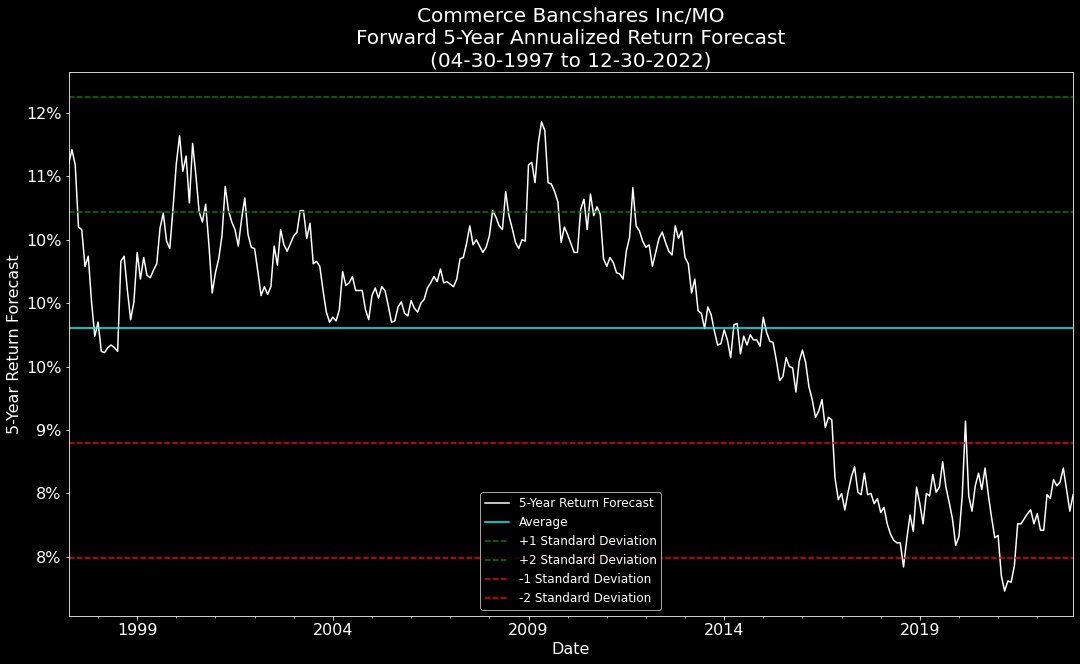 Commerce Bancshares Inc/MO
Forward 5-Year Annualized Return Forecast
(04-30-1997 to 12-30-2022)
12%
11%
10%
10%
10%
9%
8%
8%
5-Year Return Forecast
5-Year Return Forecast
Average
+1 Standard Deviation
+2 Standard Deviation
-1 Standard Deviation
-2 Standard Deviation
1999
2004
2009
2014
2019
Date